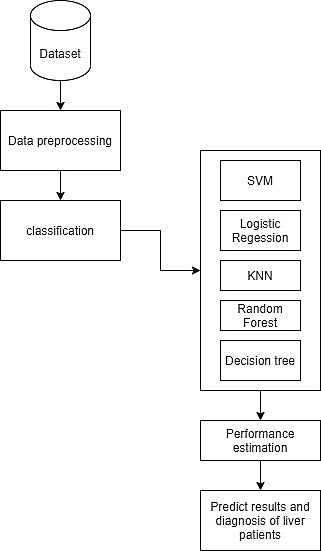 Dataset
Data preprocessing
classification
SVM
Logistic
Regression
KNN
Random
Forest
Decision tree
Performance
estimation
Predict results and
diagnosis of liver
patients